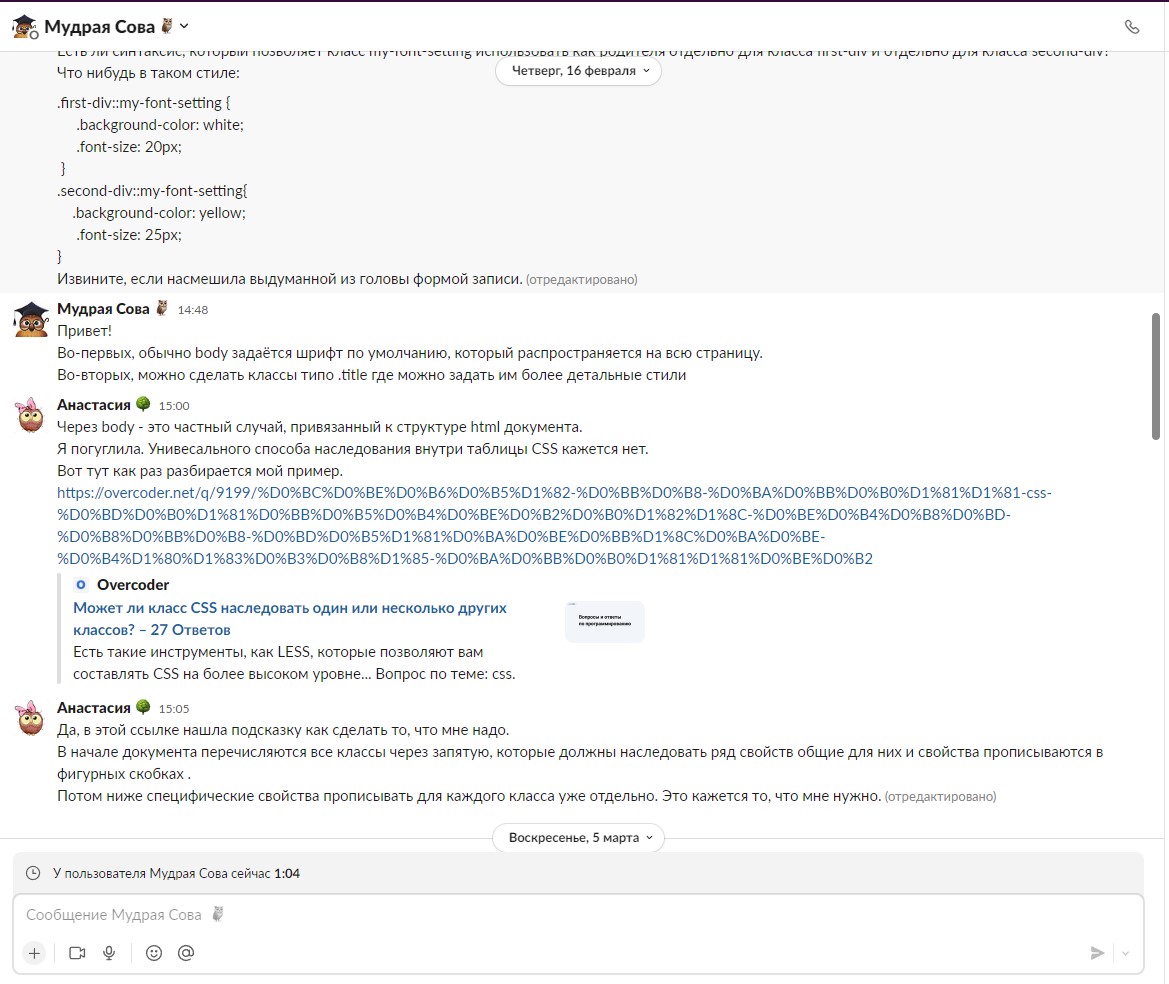 Мудрая Сова
Есть ли синтаксис, который позволяет класс my-font-setting использовать как родителя отдельно для класса first-div и отдельно для класса second-div?
Что нибудь в таком стиле:
Четверг, 16 февраля
.first-div::my-font-setting {
.background-color: white;
.font-size: 20px;
}
.second-div::my-font-setting{
.background-color: yellow;
.font-size: 25px;
}
Извините, если насмешила выдуманной из головы формой записи. (отредактировано)
Мудрая Сова 14:48
Привет!
Во-первых, обычно body задаётся шрифт по умолчанию, который распространяется на всю страницу.
Во-вторых, можно сделать классы типо .title где можно задать им более детальные стили
Анастасия 15:00
Через body - это частный случай, привязанный к структуре html документа.
Я погуглила. Унивесального способа наследования внутри таблицы CSS кажется нет.
Вот тут как раз разбирается мой пример.
https://overcoder.net/q/9199/%D0%BC%D0%BE%D0%B6%D0%B5%D1%82-%D0%BB%D0%B8-%D0%BA%D0%BB%D0%B0%D1%81%D1%81-css-
%D0%BD%D0%B0%D1%81%D0%BB%D0%B5%D0%B4%D0%BE%D0%B2%D0%B0%D1%82%D1%8C-%D0%BE%D0%B4%D0%B8%D0%BD-
%D0%B8%D0%BB%D0%B8-%D0%BD%D0%B5%D1%81%D0%BA%D0%BE%D0%BB%D1%8C%D0%BA%D0%BE-
%D0%B4%D1%80%D1%83%D0%B3%D0%B8%D1%85-%D0%BA%D0%BB%D0%B0%D1%81%D1%81%D0%BE%D0%B2
Overcoder
Может ли класс CSS наследовать один или несколько других
классов? – 27 Ответов
Вопросы и ответы
по программированию
Есть такие инструменты, как LESS, которые позволяют вам
составлять CSS на более высоком уровне... Вопрос по теме: css.
Анастасия 15:05
Да, в этой ссылке нашла подсказку как сделать то, что мне надо.
В начале документа перечисляются все классы через запятую, которые должны наследовать ряд свойств общие для них и свойства прописываются в
фигурных скобках .
Потом ниже специфические свойства прописывать для каждого класса уже отдельно. Это кажется то, что мне нужно. (отредактировано)
Воскресенье, 5 марта
У пользователя Мудрая Сова сейчас 1:04
Сообщение Мудрая Сова